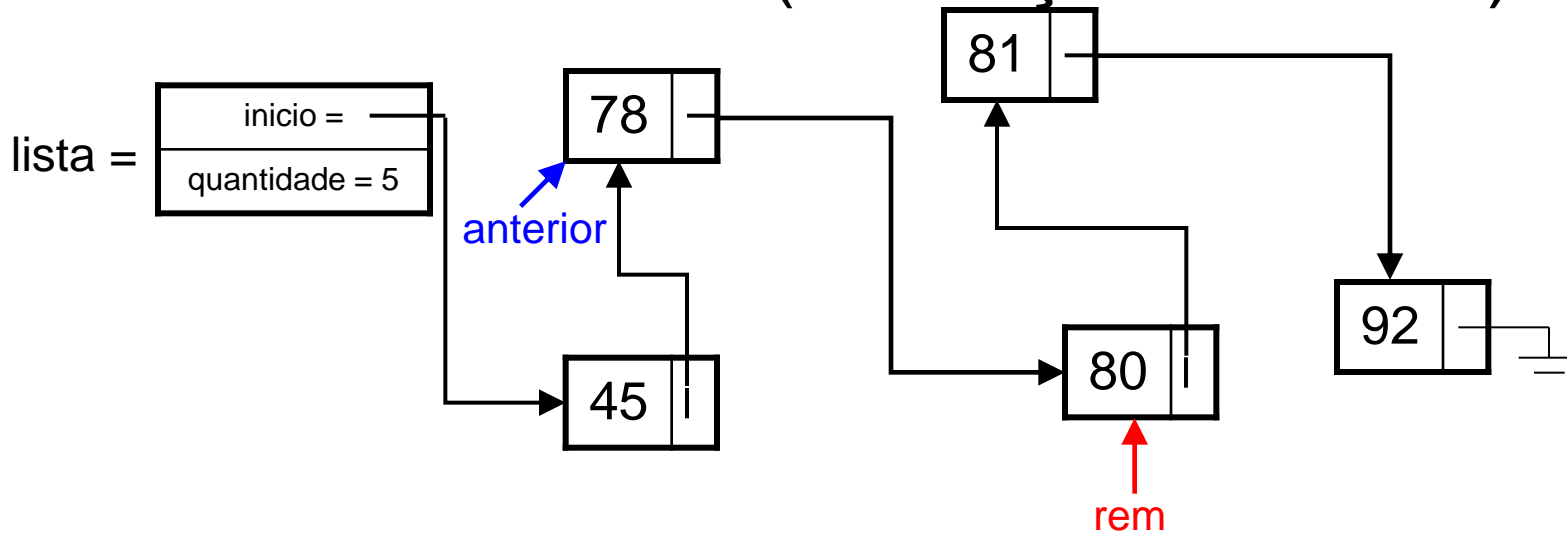 81
inicio =
78
lista =
quantidade = 5
anterior
92
80
45
rem